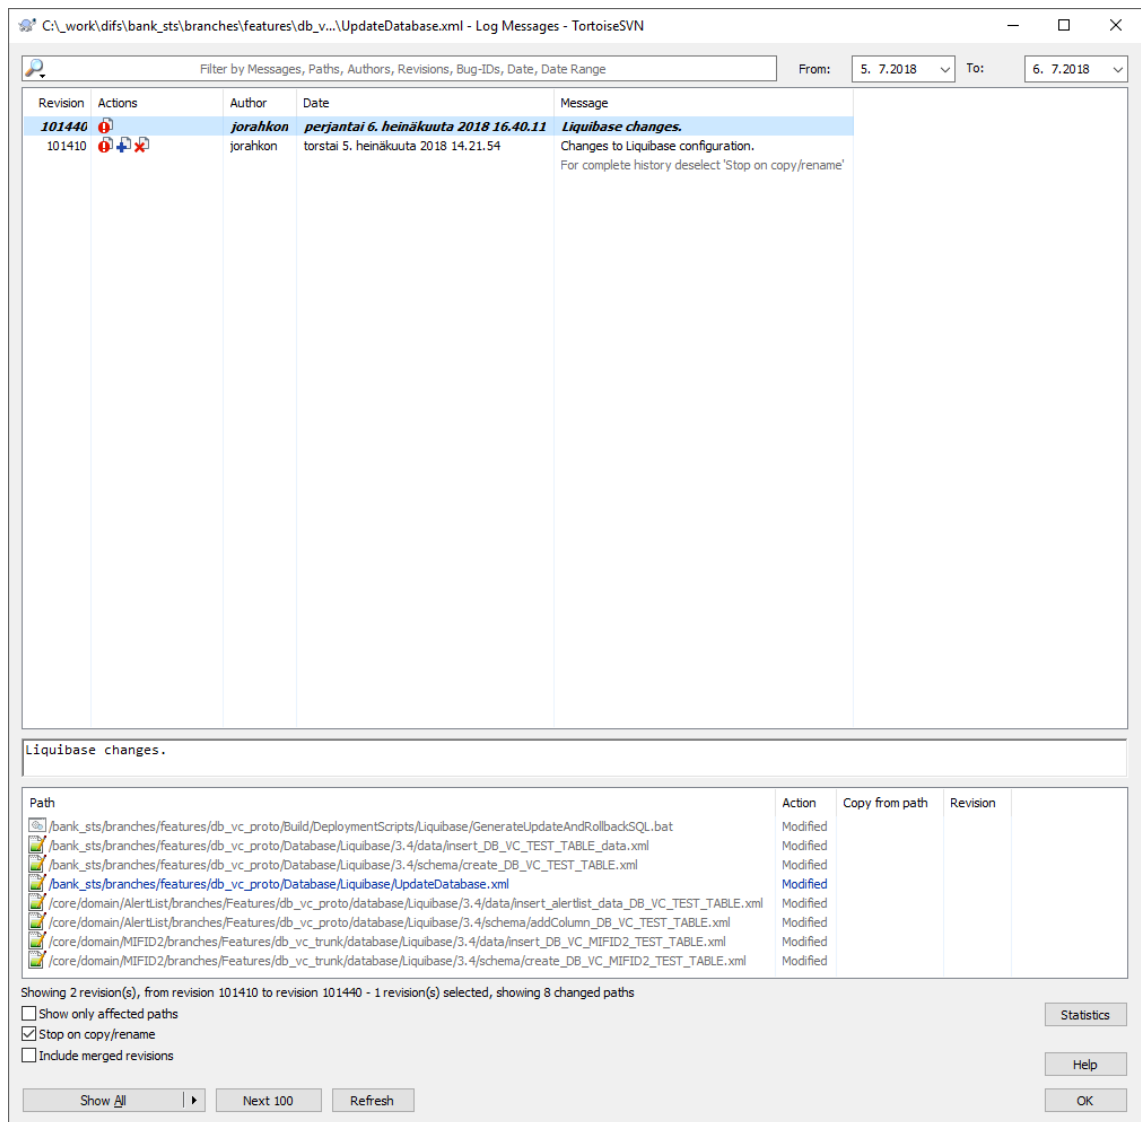 C:\_work\difs\bank_sts\branches\features\db_v...\UpdateDatabase.xml - Log Messages - TortoiseSVN
Filter by Messages, Paths, Authors, Revisions, Bug-IDs, Date, Date Range From: 5. 7.2018 To: 6. 7.2018
Revision Actions Author Date Message
101440 jorahkon perjantai 6. heinäkuuta 2018 16.40.11 Liquibase changes.
101410 jorahkon torstai 5. heinäkuuta 2018 14.21.54 Changes to Liquibase configuration.
For complete history deselect 'Stop on copy/rename'
Liquibase changes.
Path Action Copy from path Revision
/bank_sts/branches/features/db_vc_proto/Build/DeploymentScripts/Liquibase/GenerateUpdateAndRollbackSQL.bat Modified
/bank_sts/branches/features/db_vc_proto/Database/Liquibase/3.4/data/insert_DB_VC_TEST_TABLE_data.xml Modified
/bank_sts/branches/features/db_vc_proto/Database/Liquibase/3.4/schema/create_DB_VC_TEST_TABLE.xml Modified
/bank_sts/branches/features/db_vc_proto/Database/Liquibase/UpdateDatabase.xml Modified
/core/domain/AlertList/branches/Features/db_vc_proto/database/Liquibase/3.4/data/insert_alertlist_data_DB_VC_TEST_TABLE.xml Modified
/core/domain/AlertList/branches/Features/db_vc_proto/database/Liquibase/3.4/schema/addColumn_DB_VC_TEST_TABLE.xml Modified
/core/domain/MIFID2/branches/Features/db_vc_trunk/database/Liquibase/3.4/data/insert_DB_VC_MIFID2_TEST_TABLE.xml Modified
/core/domain/MIFID2/branches/Features/db_vc_trunk/database/Liquibase/3.4/schema/create_DB_VC_MIFID2_TEST_TABLE.xml Modified
Showing 2 revision(s), from revision 101410 to revision 101440 - 1 revision(s) selected, showing 8 changed paths
Show only affected paths
Statistics
Stop on copy/rename
Include merged revisions
Help
Show All Next 100 Refresh OK